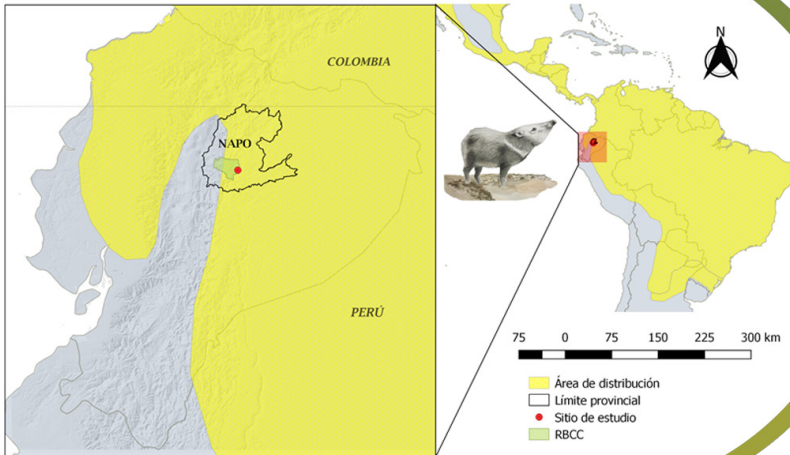 COLOMBIA
NAPO
PERÚ
N
75 0 75 150 225 300 km
Área de distribución
Límite provincial
Sitio de estudio
RBCC